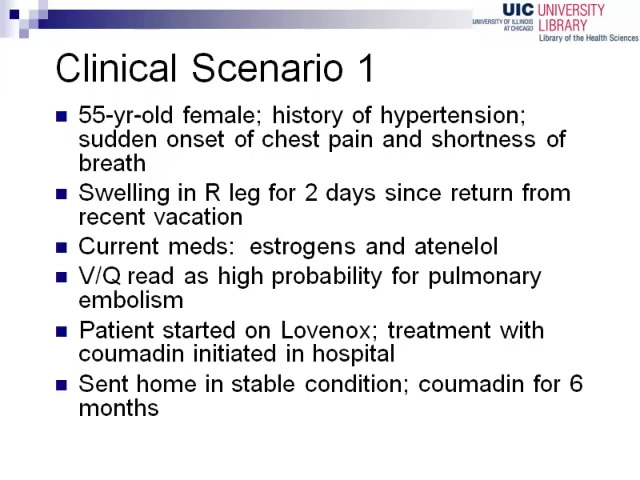 UIC UNIVERSITY
UNIVERSITY OF ILLINOIS
AT CHICAGO
LIBRARY
Library of the Health Sciences
Clinical Scenario 1
55-yr-old female; history of hypertension;
sudden onset of chest pain and shortness of
breath
Swelling in R leg for 2 days since return from
recent vacation
Current meds: estrogens and atenelol
V/Q read as high probability for pulmonary
embolism
Patient started on Lovenox; treatment with
coumadin initiated in hospital
Sent home in stable condition; coumadin for 6
months